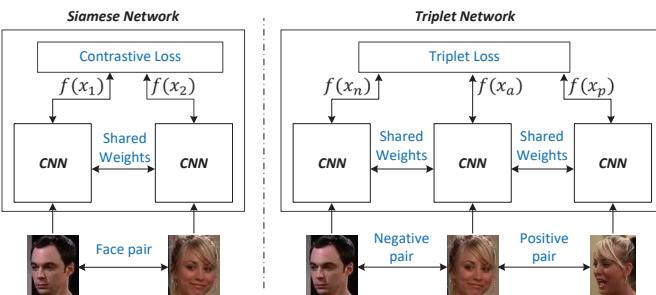 Siamese Network
Contrastive Loss
f(x₁)
f(x₂)
Shared
Weights
CNN
CNN
Face pair
Triplet Network
Triplet Loss
f(xₙ)
f(xₐ)
f(xₚ)
Shared
Weights
Shared
Weights
CNN
CNN
CNN
Negative
pair
Positive
pair